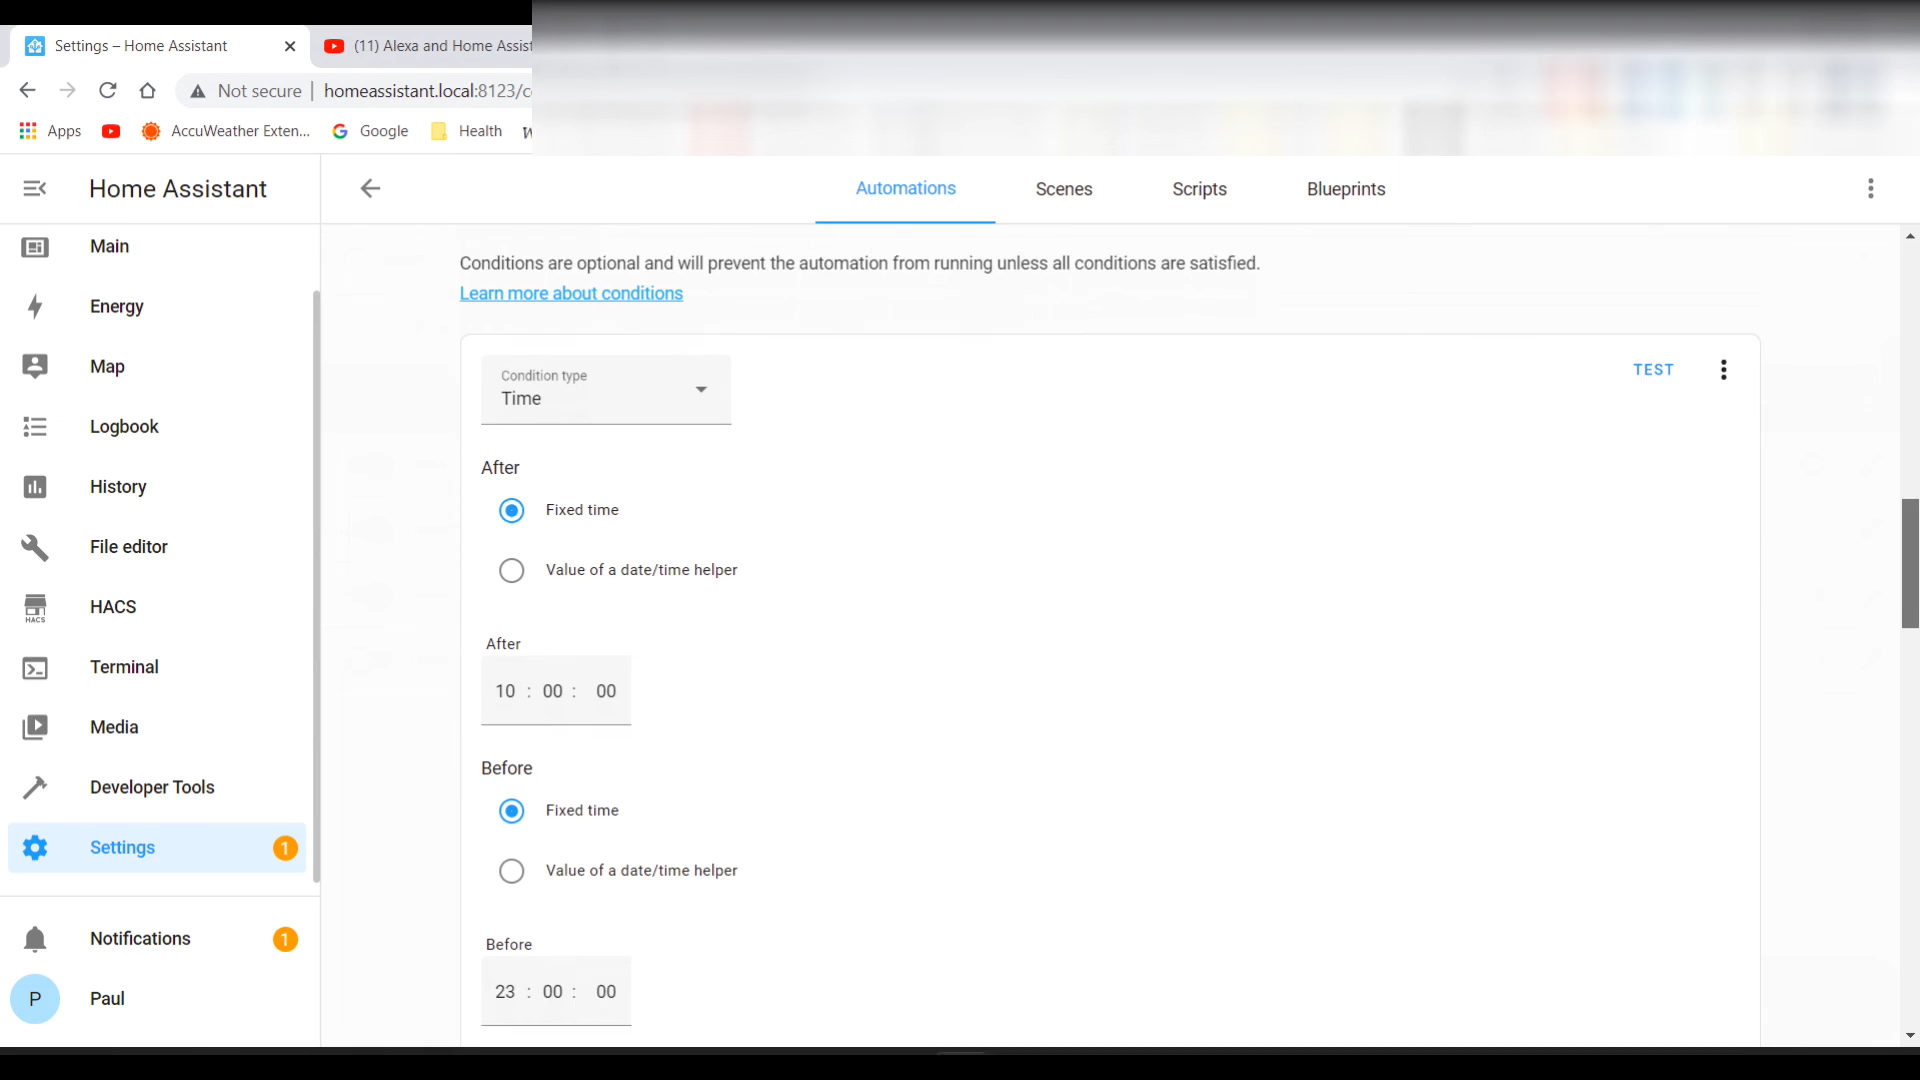 Settings – Home Assistant
(11) Alexa and Home Assist
Not secure | homeassistant.local:8123/c
Apps
AccuWeather Exten...
Google
Health
Home Assistant
Automations
Scenes
Scripts
Blueprints
Main
Energy
Map
Logbook
History
File editor
HACS
HACS
Terminal
Media
Developer Tools
Settings
1
Notifications
1
P
Paul
Conditions are optional and will prevent the automation from running unless all conditions are satisfied.
Learn more about conditions
Condition type
Time
TEST
After
Fixed time
Value of a date/time helper
After
10 : 00 : 00
Before
Fixed time
Value of a date/time helper
Before
23 : 00 : 00